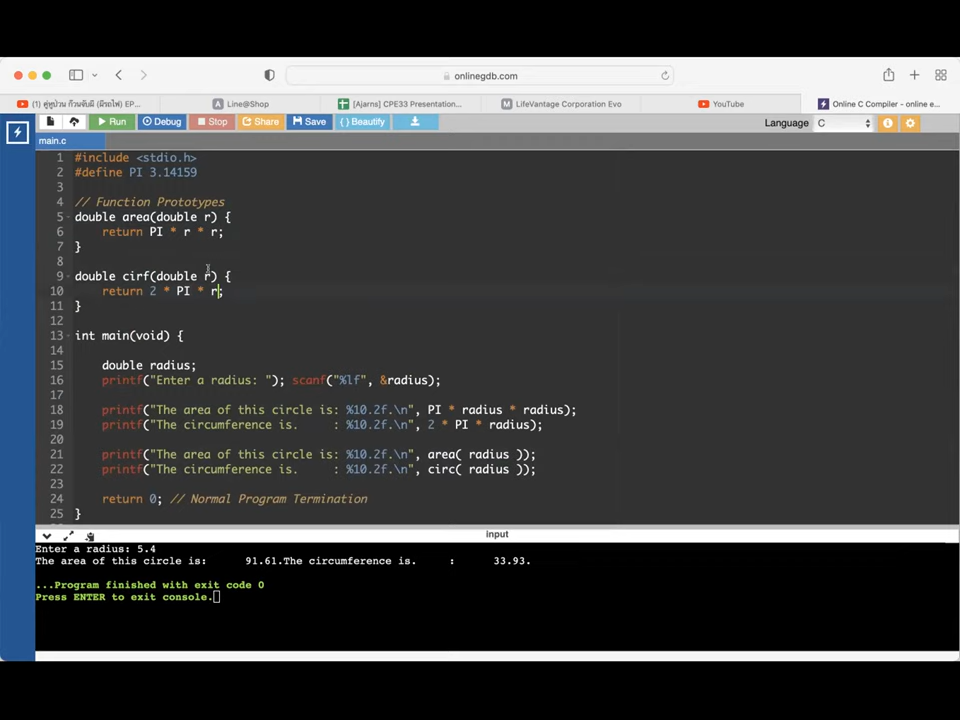 onlinegdb.com
(1) คู่หูป่วน ก๊วนจับผี (มีรอไฟ) EP...
Line@Shop
[Ajarns] CPE33 Presentation...
LifeVantage Corporation Evo
YouTube
Online C Compiler - online e...
Run
Debug
Stop
Share
Save
{ } Beautify
Language
C
main.c
1 #include <stdio.h>
2 #define PI 3.14159
3
4 // Function Prototypes
5 double area(double r) {
6 return PI * r * r;
7 }
8
9 double cirf(double r) {
10 return 2 * PI * r;
11 }
12
13 int main(void) {
14
15 double radius;
16 printf("Enter a radius: "); scanf("%lf", &radius);
17
18 printf("The area of this circle is: %10.2f.\n", PI * radius * radius);
19 printf("The circumference is. : %10.2f.\n", 2 * PI * radius);
20
21 printf("The area of this circle is: %10.2f.\n", area( radius ));
22 printf("The circumference is. : %10.2f.\n", circ( radius ));
23
24 return 0; // Normal Program Termination
25 }
input
Enter a radius: 5.4
The area of this circle is: 91.61.The circumference is. : 33.93.
...Program finished with exit code 0
Press ENTER to exit console.